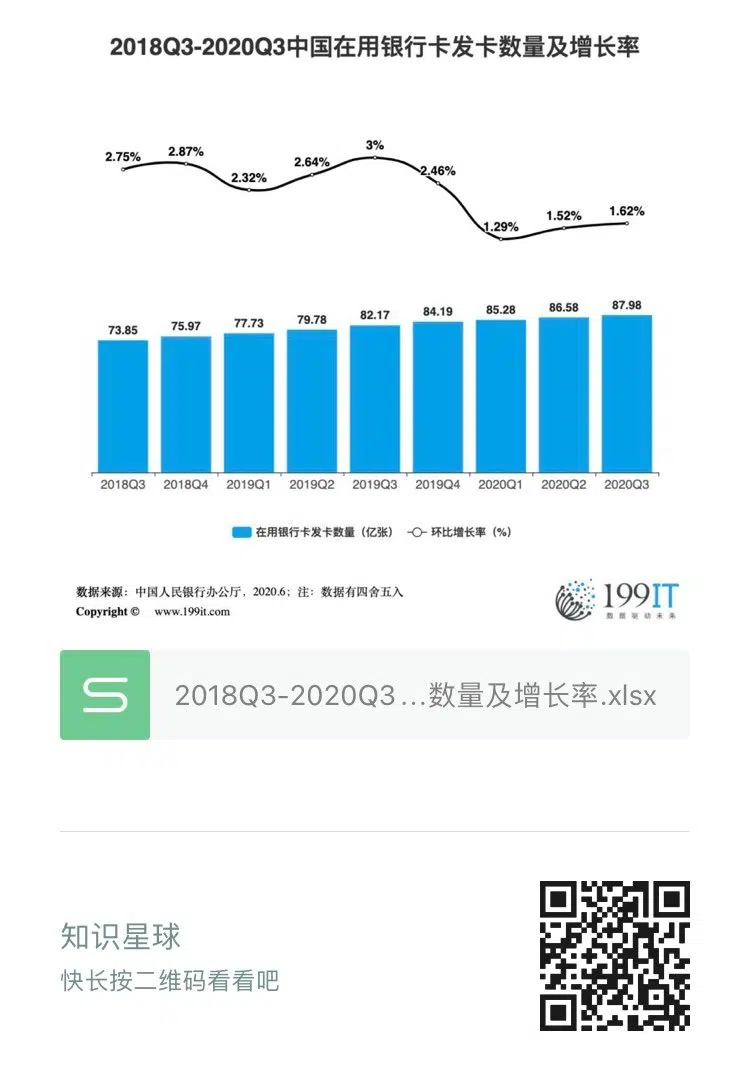 2018Q3-2020Q3中国在用银行卡发卡数量及增长率
2.75%
2.87%
2.32%
2.64%
3%
2.46%
1.29%
1.52%
1.62%
73.85
75.97
77.73
79.78
82.17
84.19
85.28
86.58
87.98
2018Q3
2018Q4
2019Q1
2019Q2
2019Q3
2019Q4
2020Q1
2020Q2
2020Q3
在用银行卡发卡数量（亿张）
环比增长率（%）
数据来源：中国人民银行办公厅，2020.6；注：数据有四舍五入
Copyright © www.199it.com
199IT
数据驱动未来
2018Q3-2020Q3...数量及增长率.xlsx
知识星球
快长按二维码看看吧